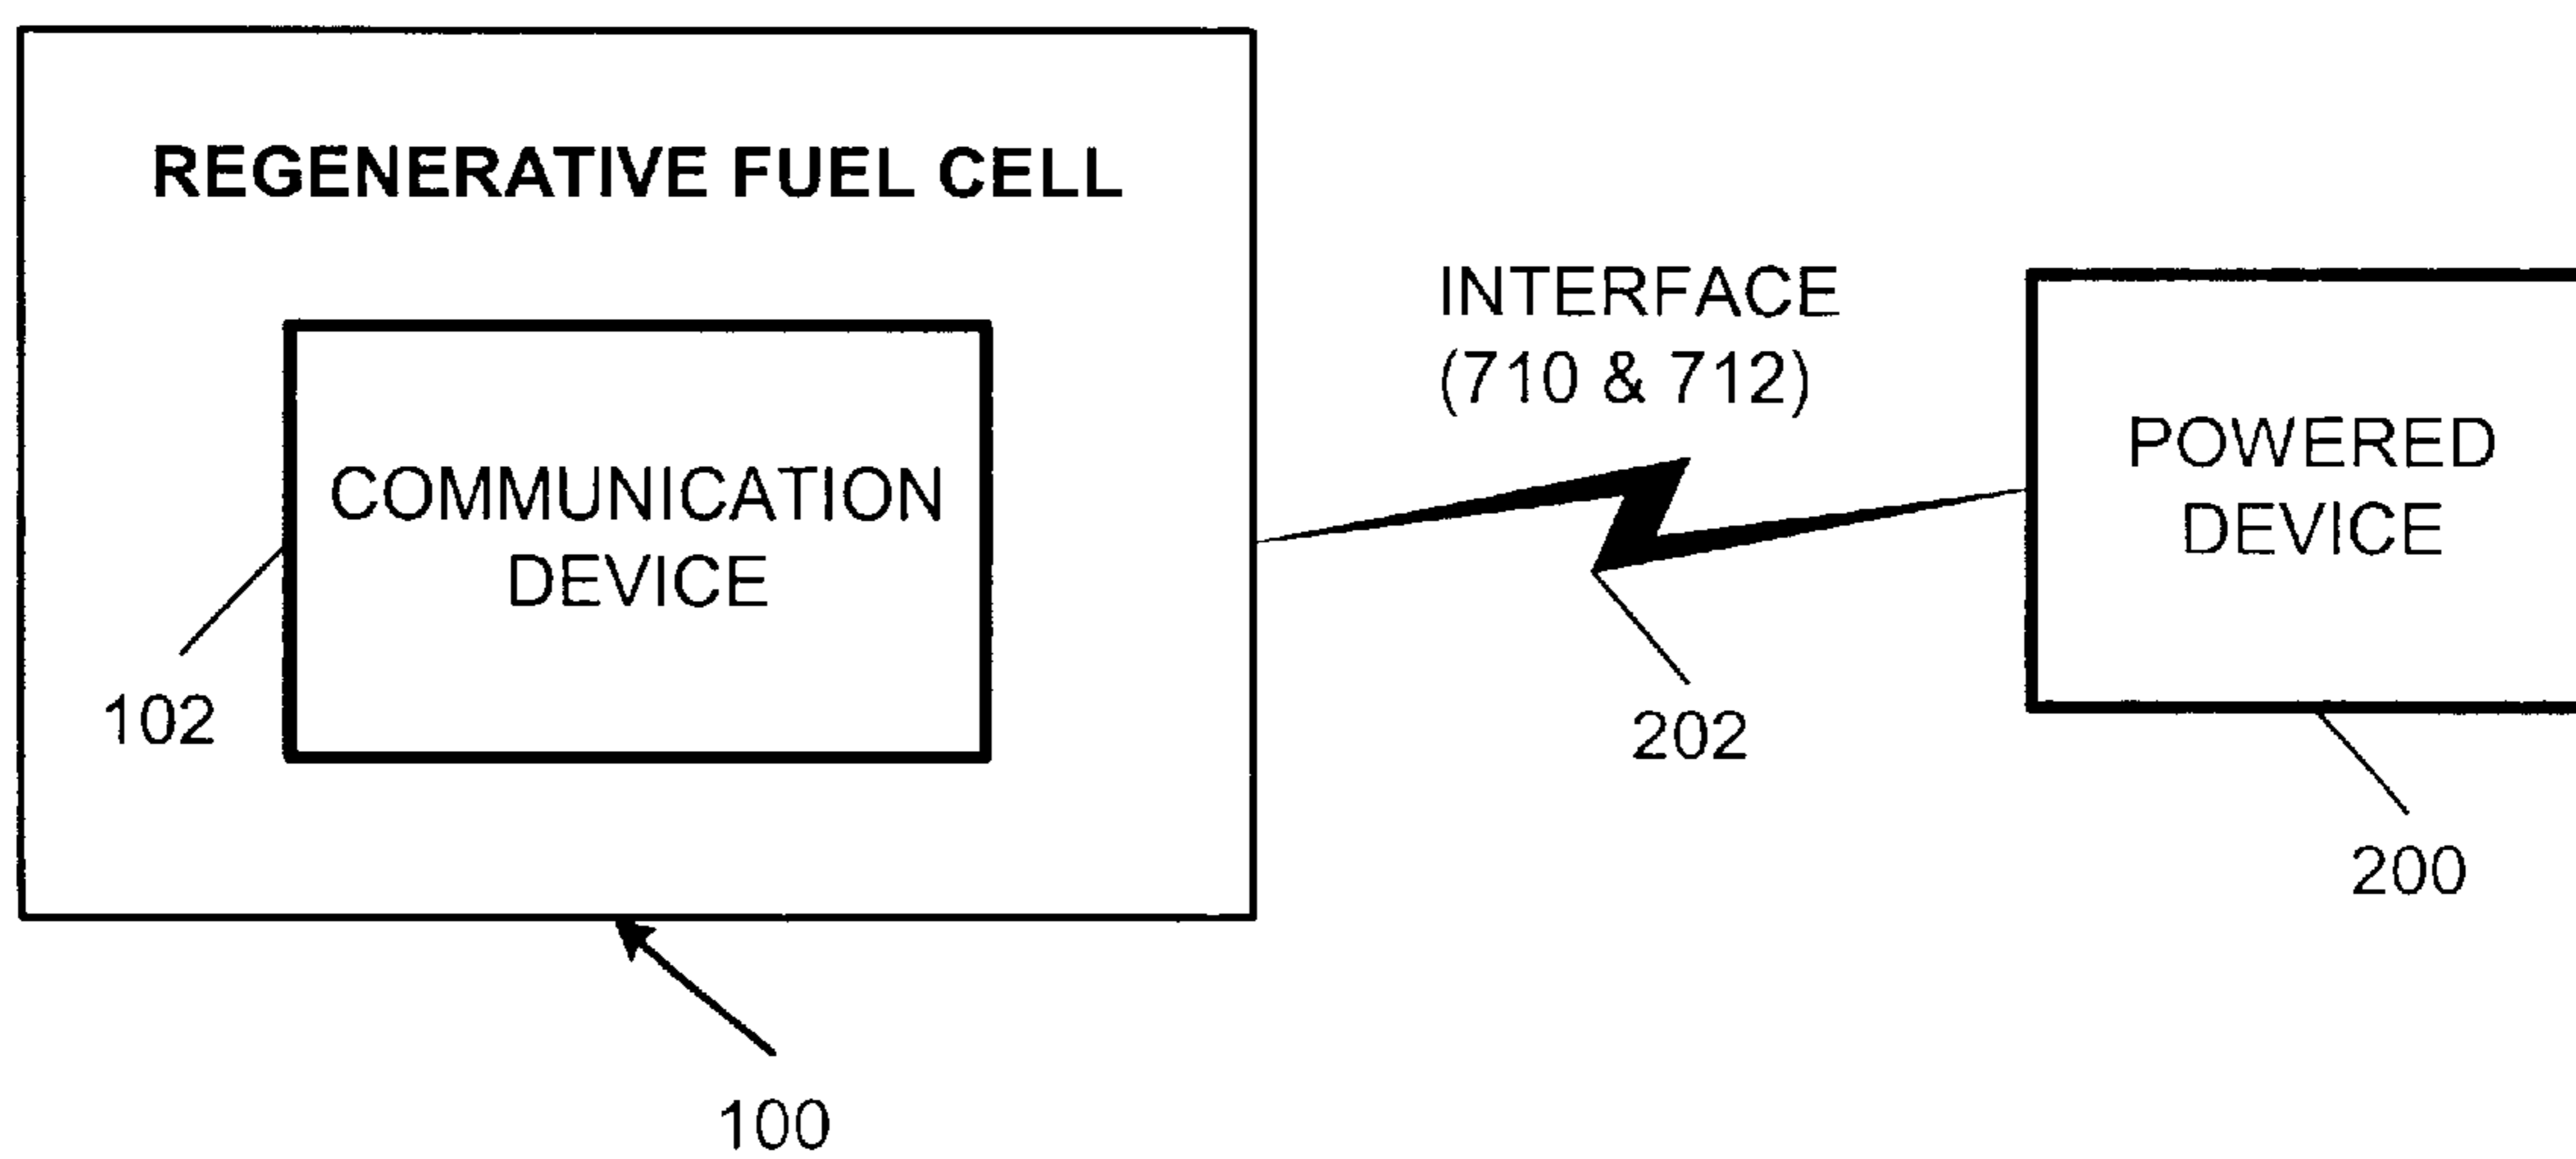 REGENERATIVE FUEL CELL
COMMUNICATION
DEVICE
102
100
INTERFACE
(710 & 712)
202
POWERED
DEVICE
200